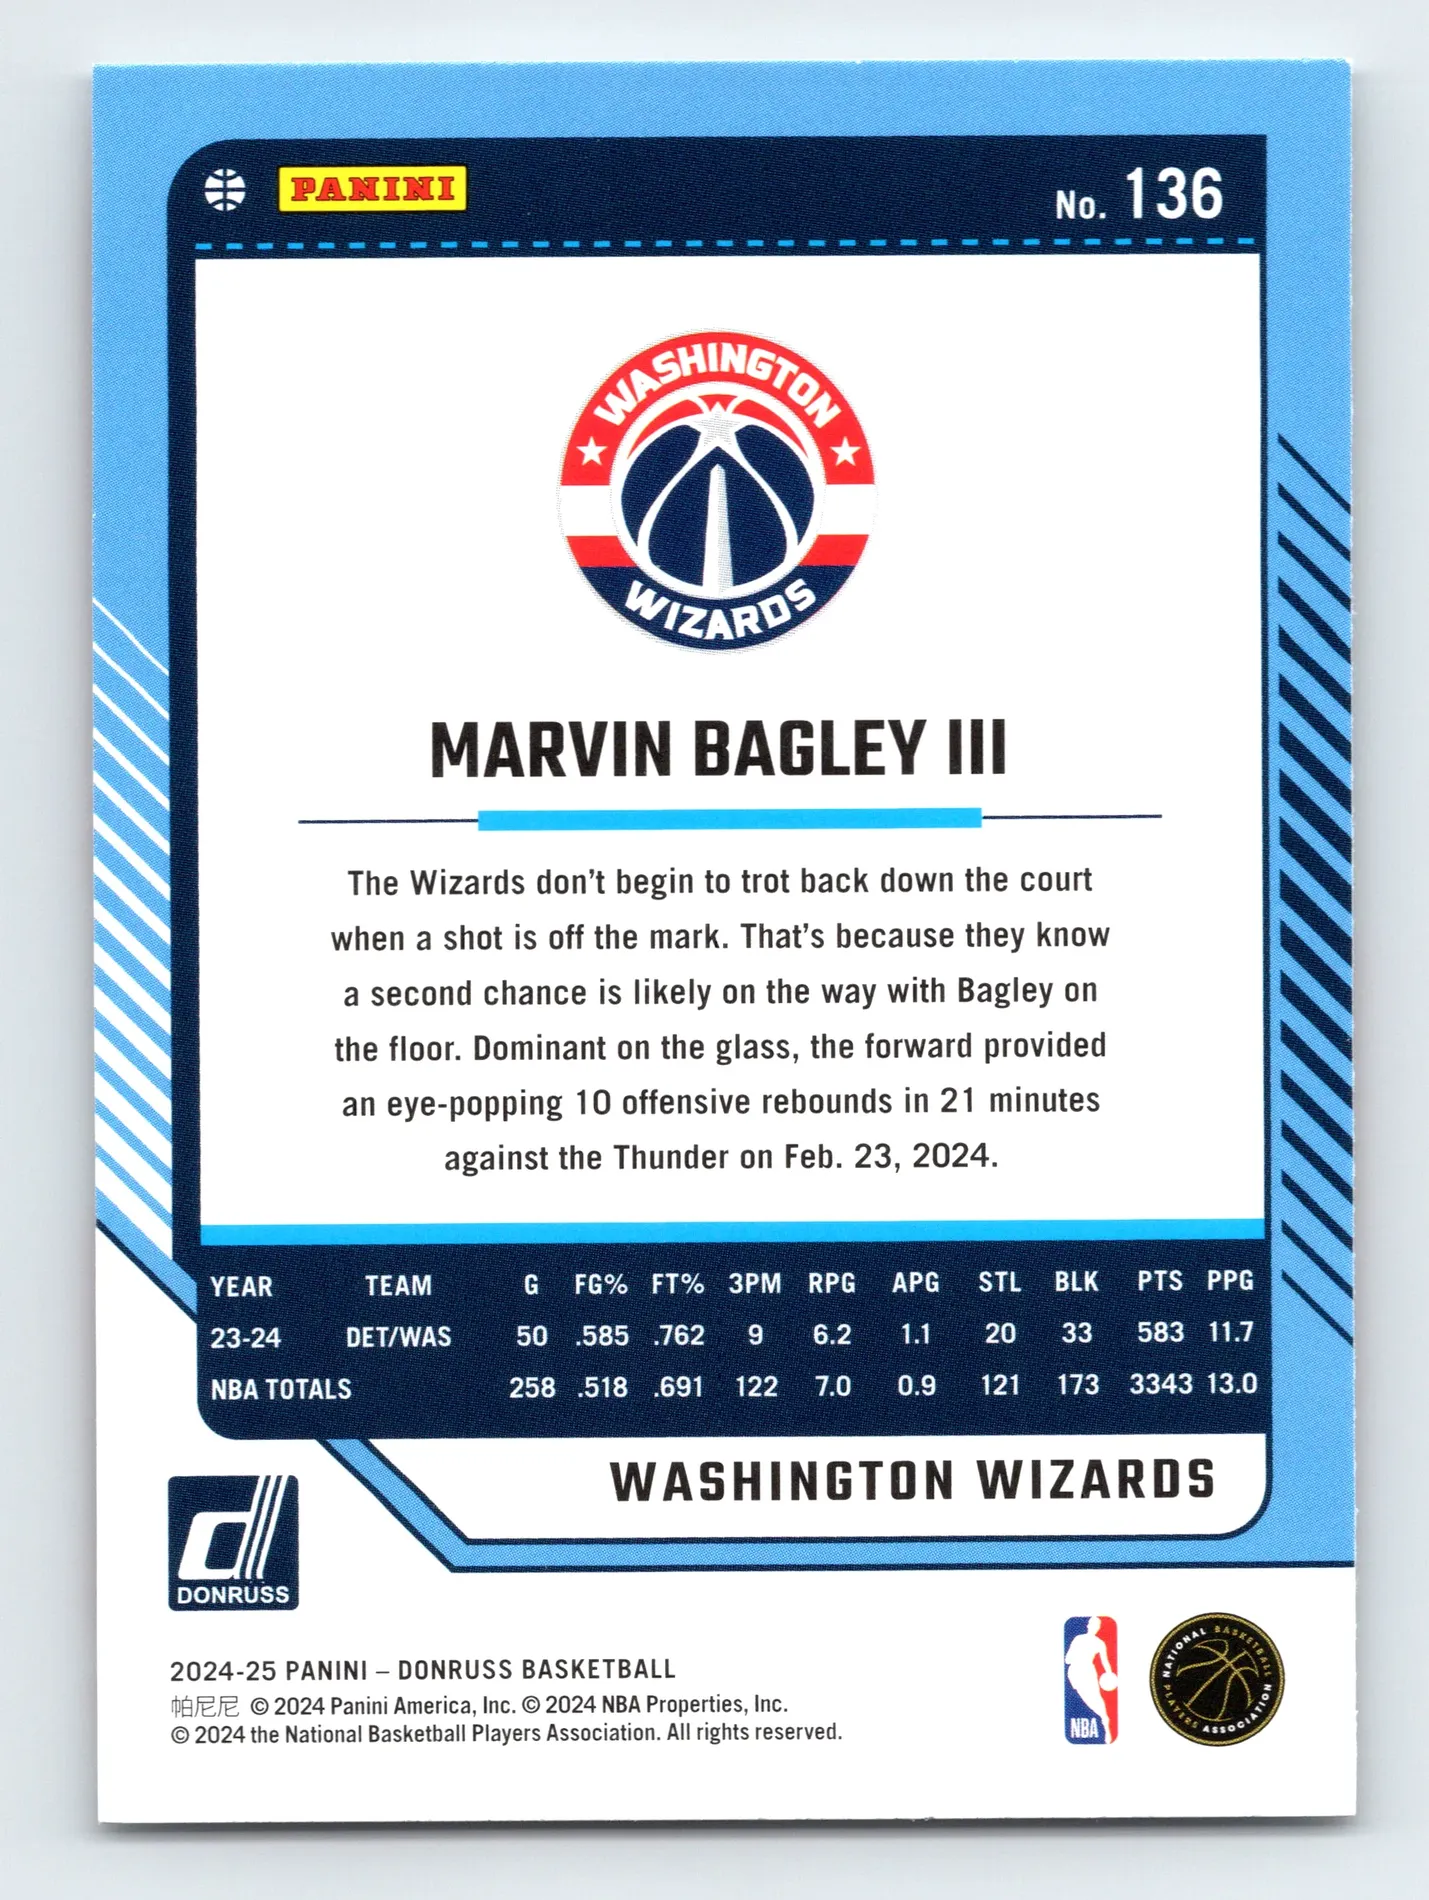 PANINI
No. 136
WASHINGTON
WIZARDS
MARVIN BAGLEY III
The Wizards don't begin to trot back down the court
when a shot is off the mark. That's because they know
a second chance is likely on the way with Bagley on
the floor. Dominant on the glass, the forward provided
an eye-popping 10 offensive rebounds in 21 minutes
against the Thunder on Feb. 23, 2024.
YEAR TEAM G FG% FT% 3PM RPG APG STL BLK PTS PPG
23-24 DET/WAS 50 .585 .762 9 6.2 1.1 20 33 583 11.7
NBA TOTALS 258 .518 .691 122 7.0 0.9 121 173 3343 13.0
WASHINGTON WIZARDS
d
DONRUSS
2024-25 PANINI – DONRUSS BASKETBALL
帕尼尼 © 2024 Panini America, Inc. © 2024 NBA Properties, Inc.
© 2024 the National Basketball Players Association. All rights reserved.
NBA
NATIONAL BASKETBALL
PLAYERS ASSOCIATION